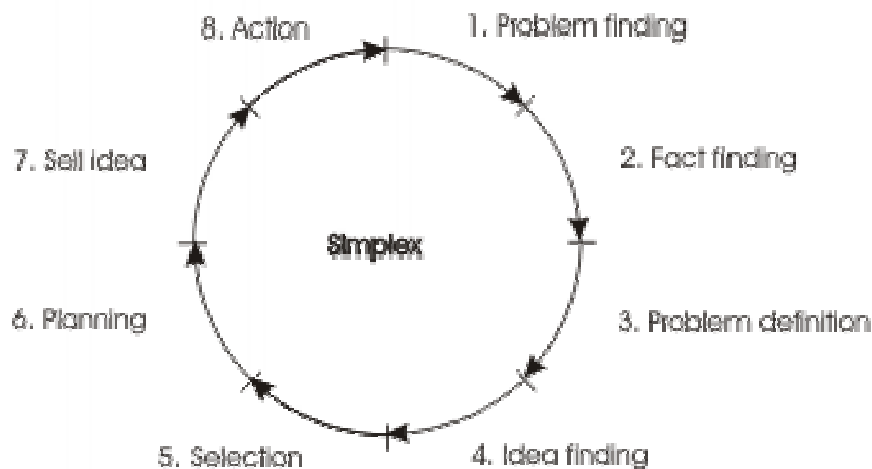 8. Action
1. Problem finding
7. Sell idea
2. Fact finding
Simplex
6. Planning
3. Problem definition
5. Selection
4. Idea finding